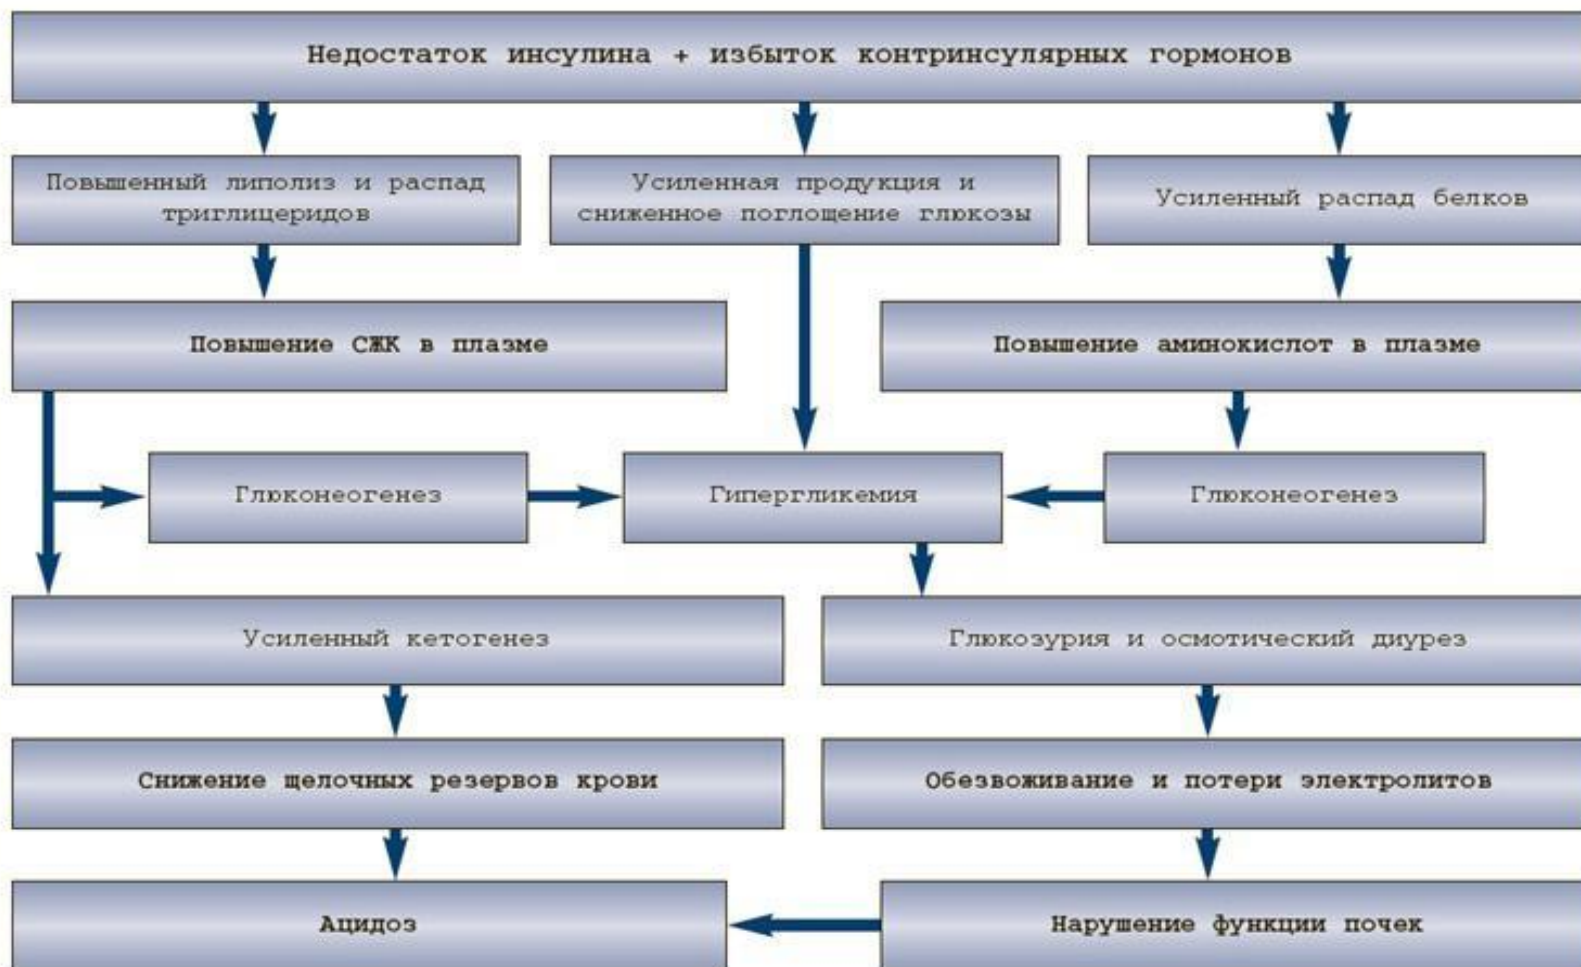 Недостаток инсулина + избыток контринсулярных гормонов
Повышенный липолиз и распад
триглицеридов
Усиленная продукция и
сниженное поглощение глюкозы
Усиленный распад белков
Повышение СЖК в плазме
Повышение аминокислот в плазме
Глюконеогенез
Гипергликемия
Глюконеогенез
Усиленный кетогенез
Глюкозурия и осмотический диурез
Снижение щелочных резервов крови
Обезвоживание и потери электролитов
Ацидоз
Нарушение функции почек